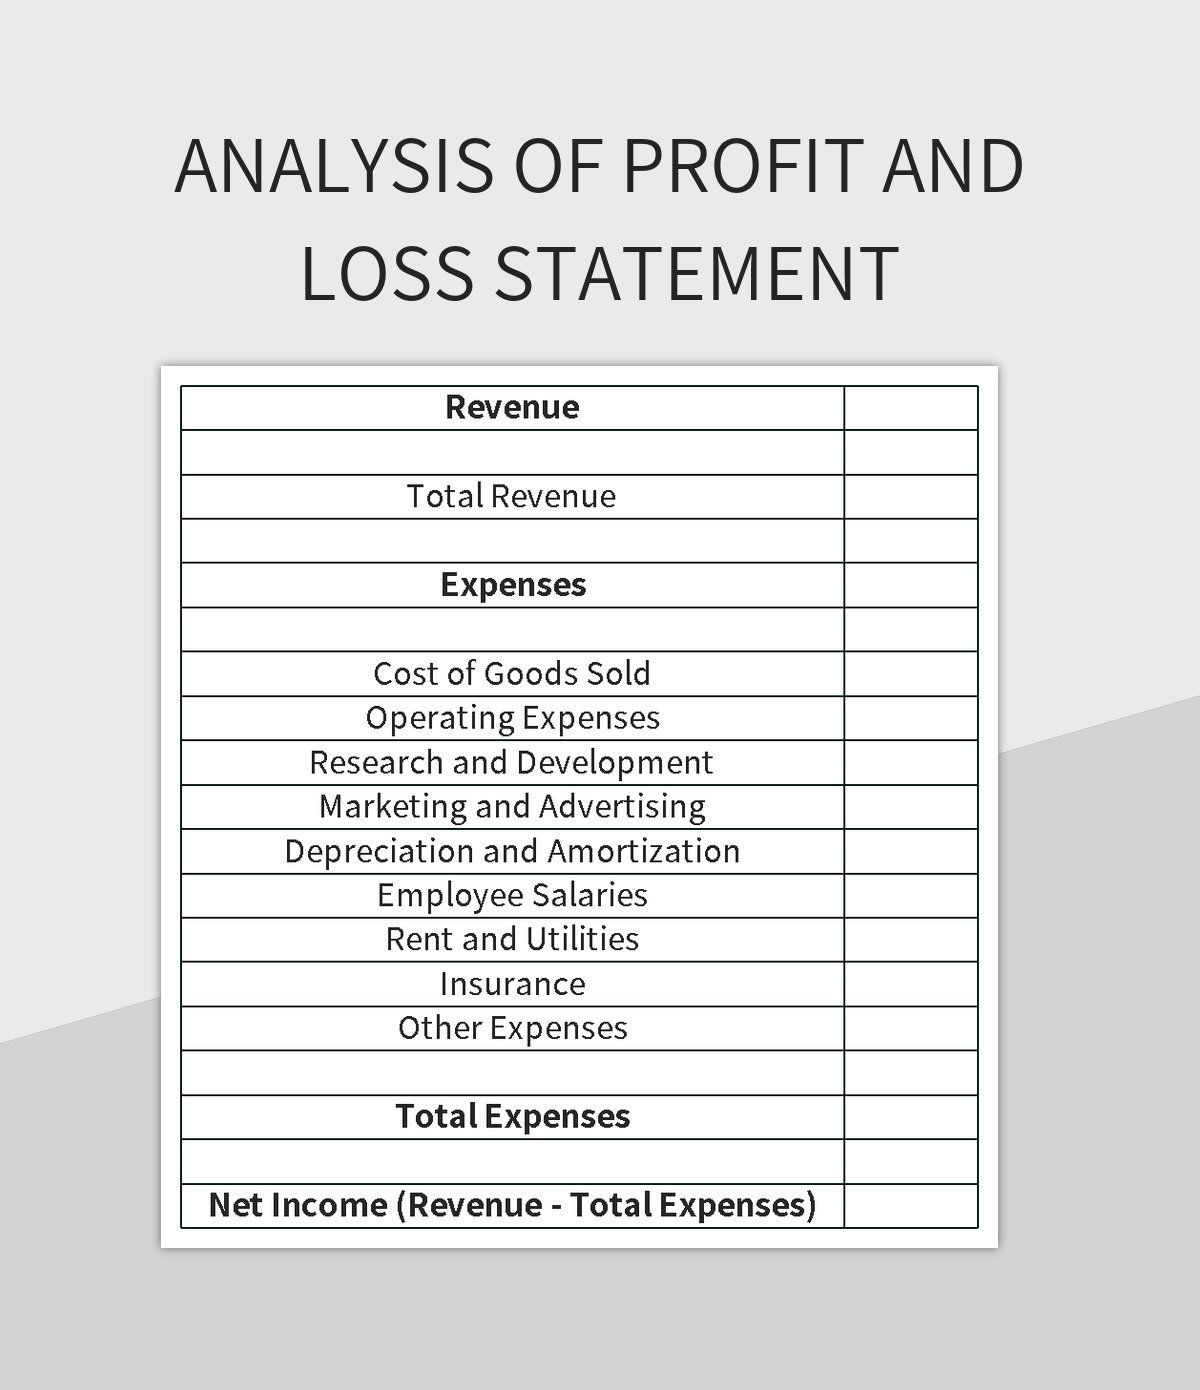 ANALYSIS OF PROFIT AND
LOSS STATEMENT
Revenue
Total Revenue
Expenses
Cost of Goods Sold
Operating Expenses
Research and Development
Marketing and Advertising
Depreciation and Amortization
Employee Salaries
Rent and Utilities
Insurance
Other Expenses
Total Expenses
Net Income (Revenue - Total Expenses)